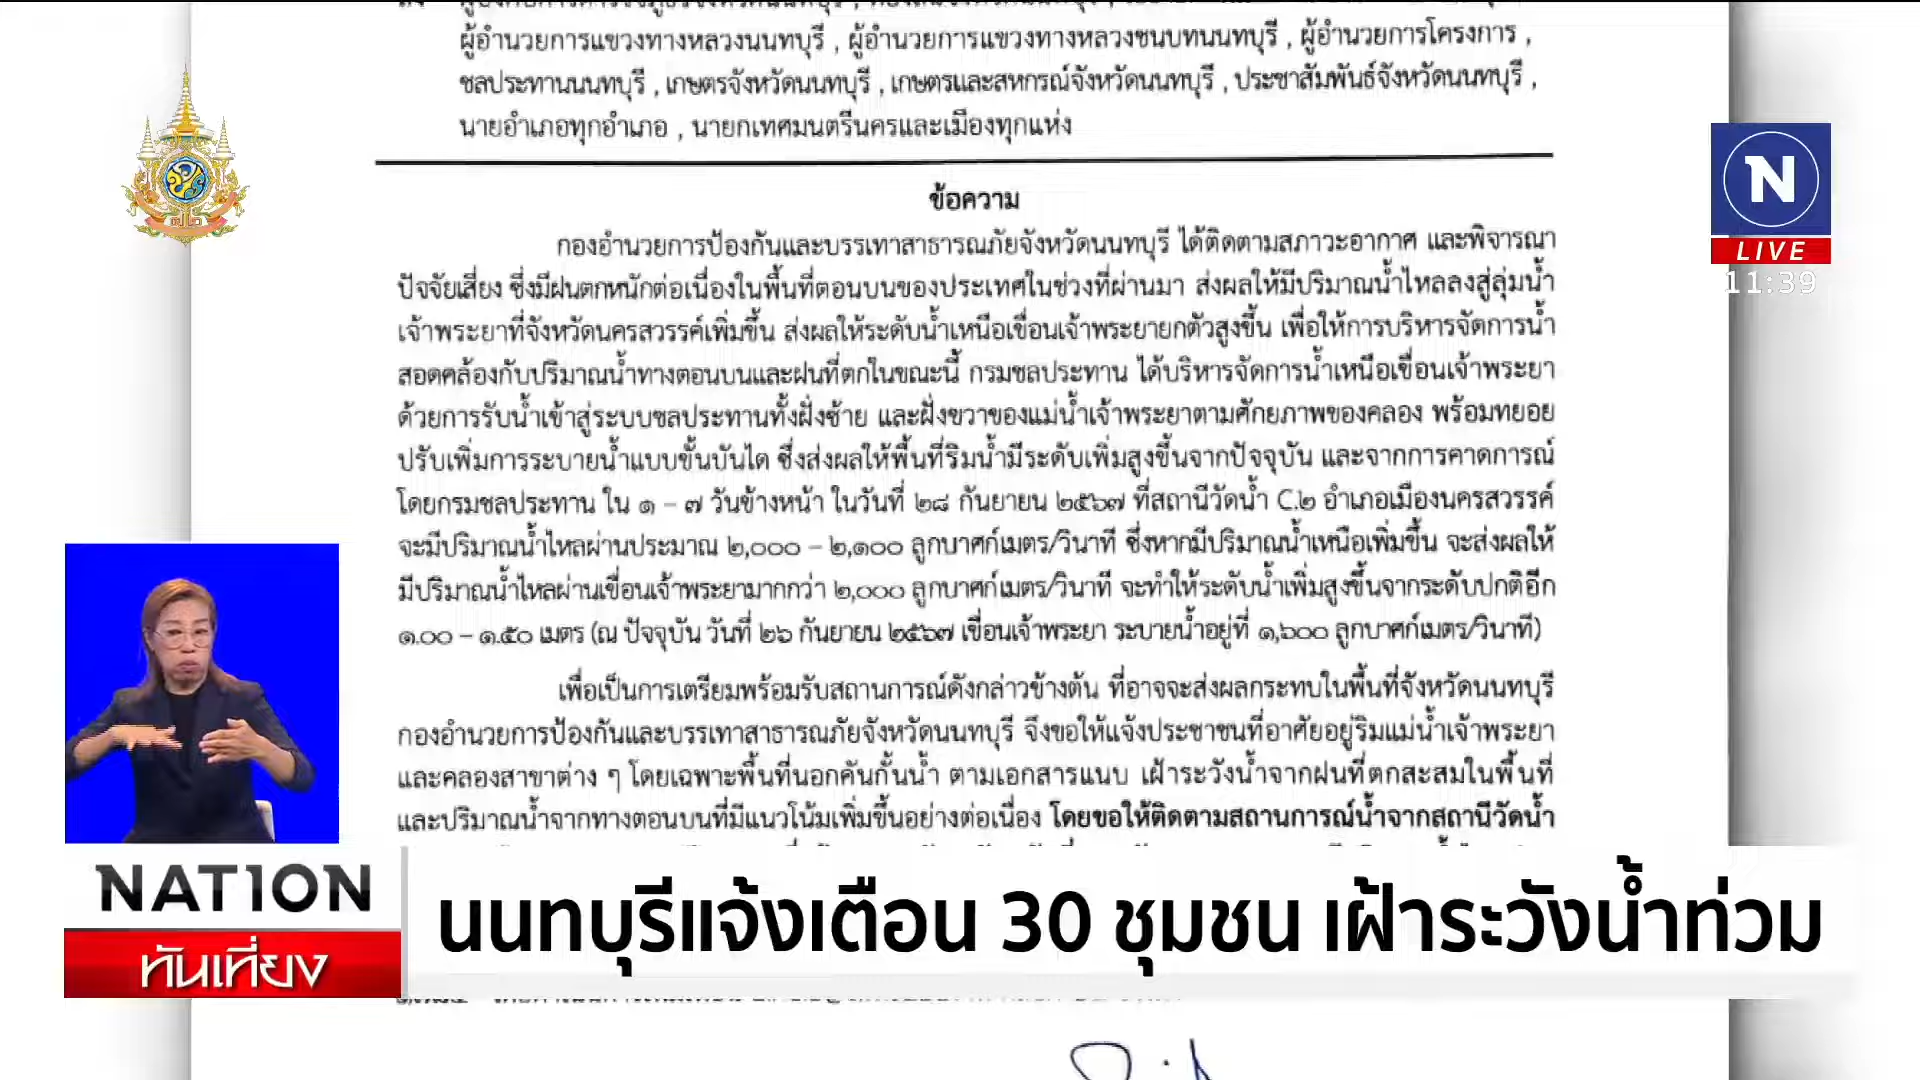 ผู้อำนวยการแขวงทางหลวงนนทบุรี , ผู้อำนวยการแขวงทางหลวงชนบทนนทบุรี , ผู้อำนวยการโครงการ ,
ชลประทานนนทบุรี , เกษตรจังหวัดนนทบุรี , เกษตรและสหกรณ์จังหวัดนนทบุรี , ประชาสัมพันธ์จังหวัดนนทบุรี ,
นายอำเภอทุกอำเภอ , นายกเทศมนตรีนครและเมืองทุกแห่ง
N
LIVE
11:39
ข้อความ
กองอำนวยการป้องกันและบรรเทาสาธารณภัยจังหวัดนนทบุรี ได้ติดตามสภาวะอากาศ และพิจารณา
ปัจจัยเสี่ยง ซึ่งมีฝนตกหนักต่อเนื่องในพื้นที่ตอนบนของประเทศในช่วงที่ผ่านมา ส่งผลให้มีปริมาณน้ำไหลลงสู่ลุ่มน้ำ
เจ้าพระยาที่จังหวัดนครสวรรค์เพิ่มขึ้น ส่งผลให้ระดับน้ำเหนือเขื่อนเจ้าพระยายกตัวสูงขึ้น เพื่อให้การบริหารจัดการน้ำ
สอดคล้องกับปริมาณน้ำทางตอนบนและฝนที่ตกในขณะนี้ กรมชลประทาน ได้บริหารจัดการน้ำเหนือเขื่อนเจ้าพระยา
ด้วยการรับน้ำเข้าสู่ระบบชลประทานทั้งฝั่งซ้าย และฝั่งขวาของแม่น้ำเจ้าพระยาตามศักยภาพของคลอง พร้อมทยอย
ปรับเพิ่มการระบายน้ำแบบขั้นบันได ซึ่งส่งผลให้พื้นที่ริมน้ำมีระดับเพิ่มสูงขึ้นจากปัจจุบัน และจากการคาดการณ์
โดยกรมชลประทาน ใน ๑ – ๗ วันข้างหน้า ในวันที่ ๒๘ กันยายน ๒๕๖๗ ที่สถานีวัดน้ำ C.๒ อำเภอเมืองนครสวรรค์
จะมีปริมาณน้ำไหลผ่านประมาณ ๒,๐๐๐ – ๒,๑๐๐ ลูกบาศก์เมตร/วินาที ซึ่งหากมีปริมาณน้ำเหนือเพิ่มขึ้น จะส่งผลให้
มีปริมาณน้ำไหลผ่านเขื่อนเจ้าพระยามากกว่า ๒,๐๐๐ ลูกบาศก์เมตร/วินาที จะทำให้ระดับน้ำเพิ่มสูงขึ้นจากระดับปกติอีก
๑.๐๐ – ๑.๕๐ เมตร (ณ ปัจจุบัน วันที่ ๒๖ กันยายน ๒๕๖๗ เขื่อนเจ้าพระยา ระบายน้ำอยู่ที่ ๑,๖๐๐ ลูกบาศก์เมตร/วินาที)
เพื่อเป็นการเตรียมพร้อมรับสถานการณ์ดังกล่าวข้างต้น ที่อาจจะส่งผลกระทบในพื้นที่จังหวัดนนทบุรี
กองอำนวยการป้องกันและบรรเทาสาธารณภัยจังหวัดนนทบุรี จึงขอให้แจ้งประชาชนที่อาศัยอยู่ริมแม่น้ำเจ้าพระยา
และคลองสาขาต่าง ๆ โดยเฉพาะพื้นที่นอกคันกั้นน้ำ ตามเอกสารแนบ เฝ้าระวังน้ำจากฝนที่ตกสะสมในพื้นที่
และปริมาณน้ำจากทางตอนบนที่มีแนวโน้มเพิ่มขึ้นอย่างต่อเนื่อง โดยขอให้ติดตามสถานการณ์น้ำจากสถานีวัดน้ำ
NATION
ทันเที่ยง
นนทบุรีแจ้งเตือน 30 ชุมชน เฝ้าระวังน้ำท่วม